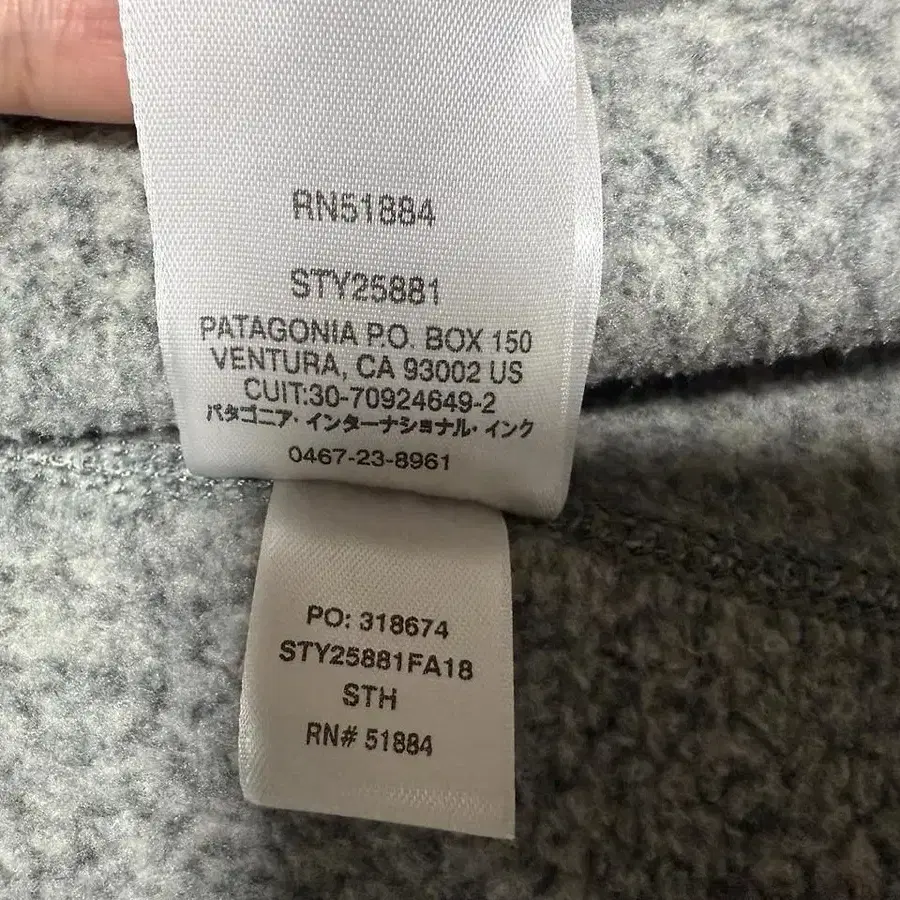 RN51884
STY25881
PATAGONIA P.O. BOX 150
VENTURA, CA 93002 US
CUIT:30-70924649-2
パタゴニア・インターナショナル・インク
0467-23-8961
PO: 318674
STY25881FA18
STH
RN# 51884